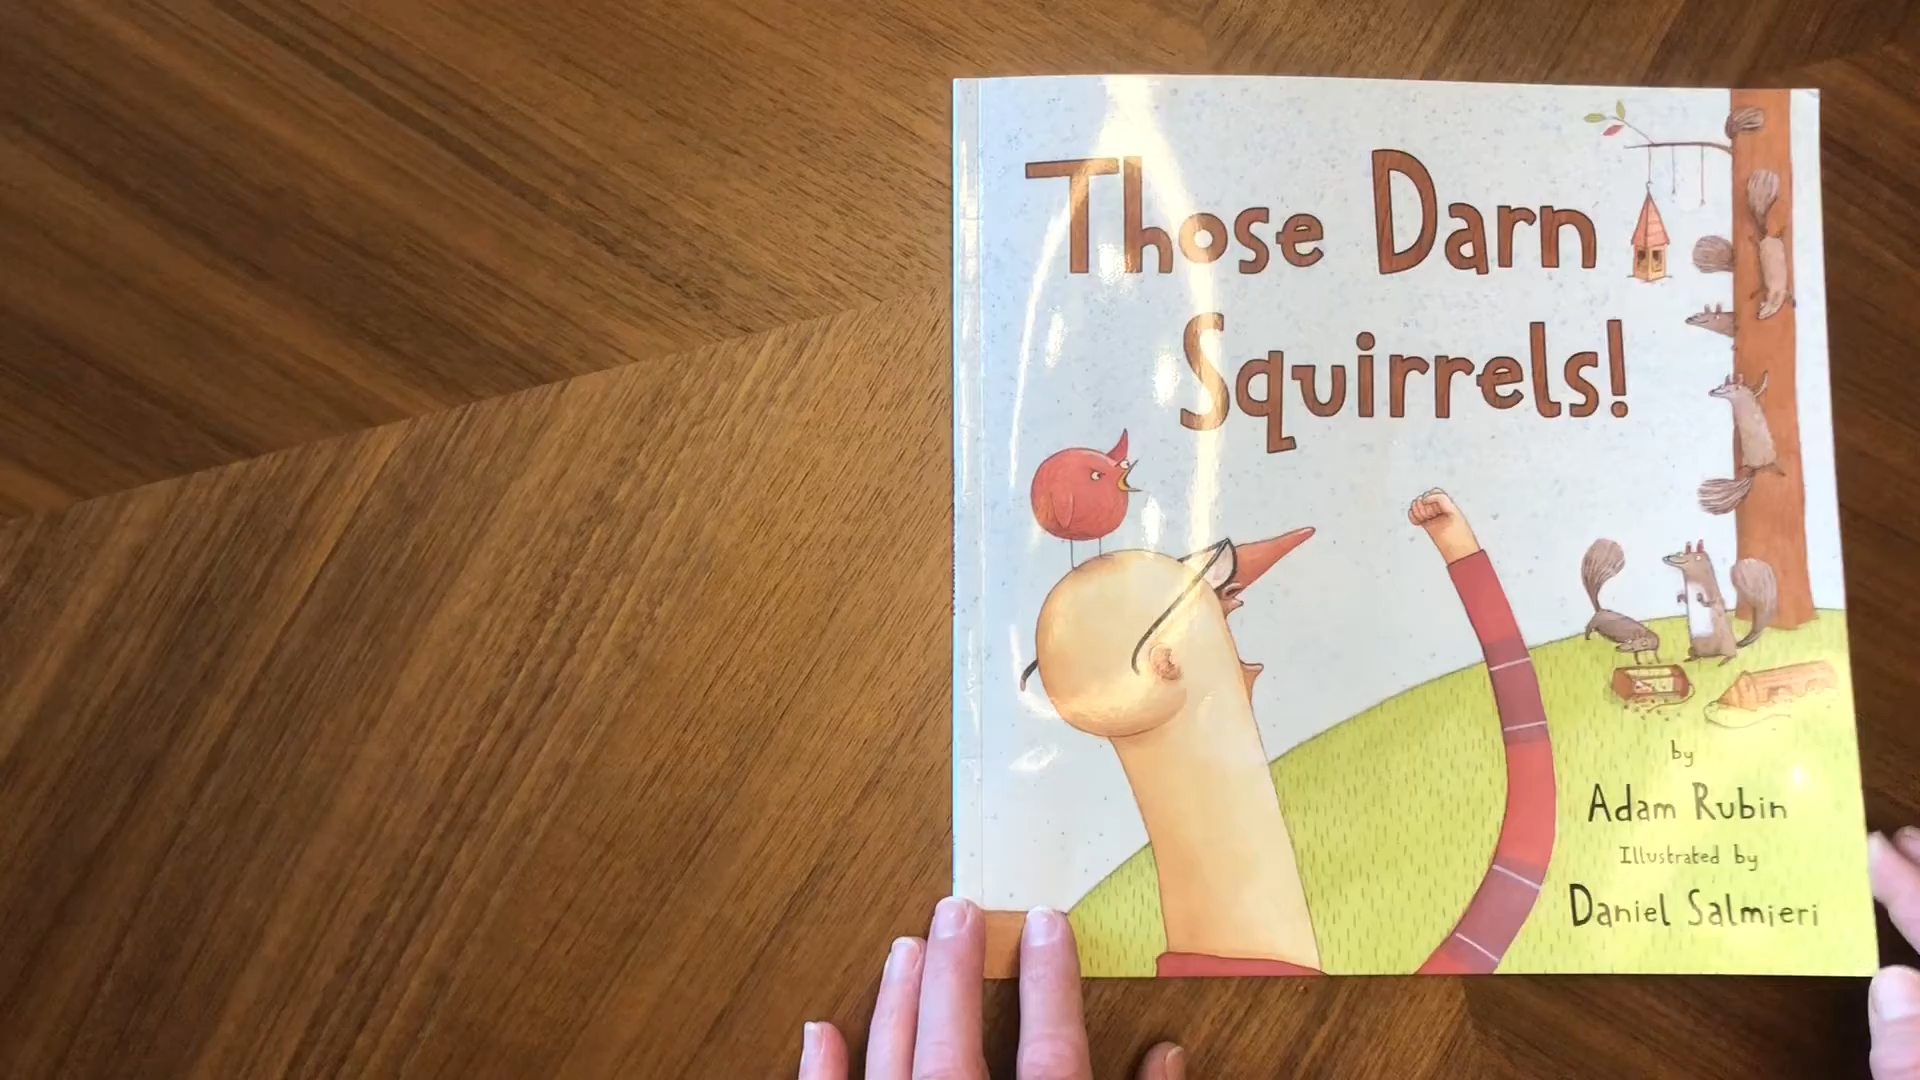 Those Darn
Squirrels!
by
Adam Rubin
Illustrated by
Daniel Salmieri